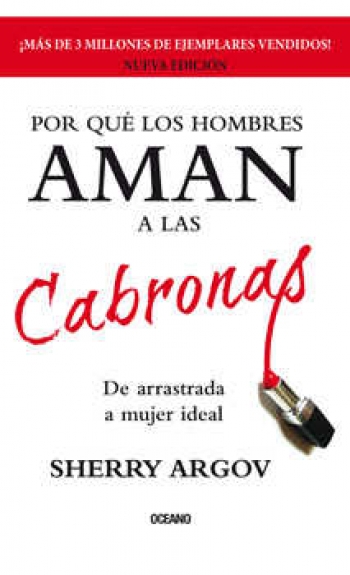 ¡MÁS DE 3 MILLONES DE EJEMPLARES VENDIDOS!
NUEVA EDICIÓN
POR QUÉ LOS HOMBRES
AMAN
A LAS
Cabronas
De arrastrada
a mujer ideal
SHERRY ARGOV
OCEANO